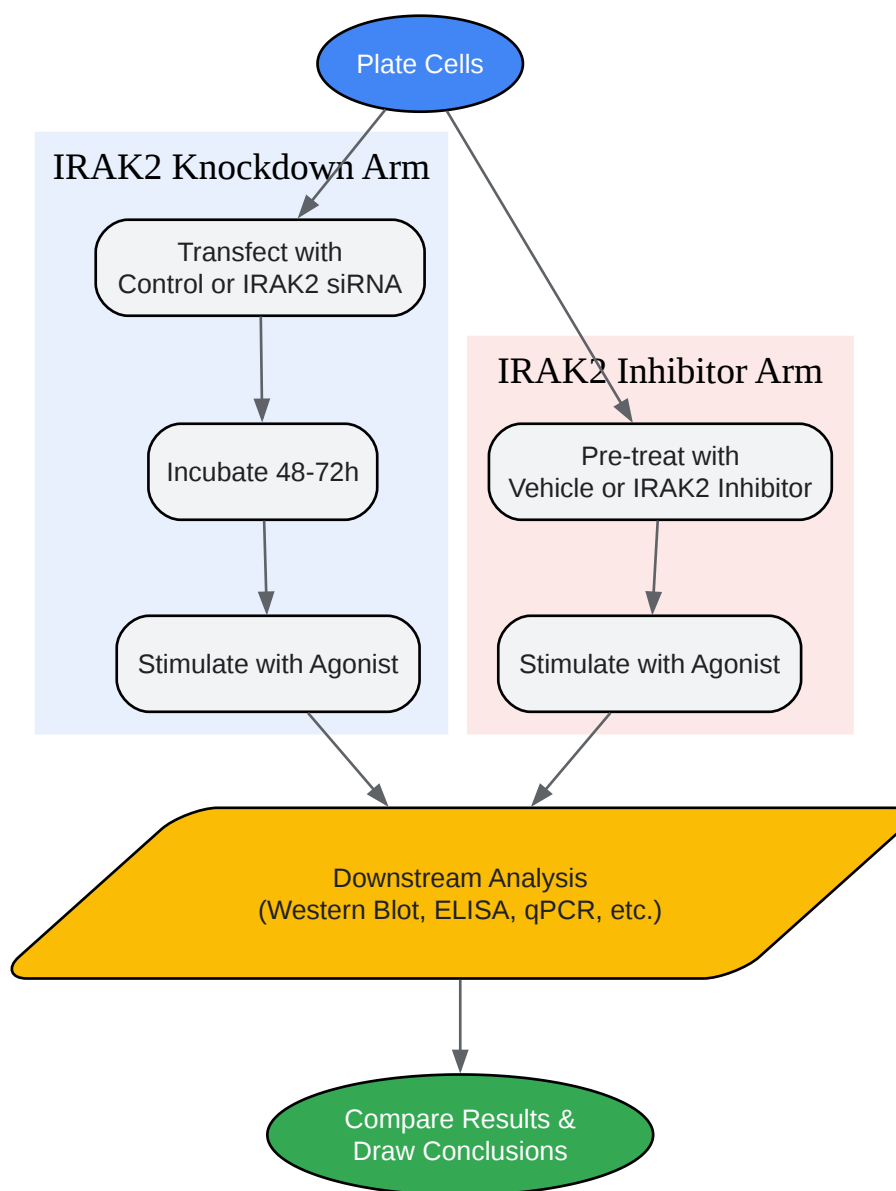 Plate Cells
IRAK2 Knockdown Arm
Transfect with
Control or IRAK2 siRNA
Incubate 48-72h
Stimulate with Agonist
IRAK2 Inhibitor Arm
Pre-treat with
Vehicle or IRAK2 Inhibitor
Stimulate with Agonist
Downstream Analysis
(Western Blot, ELISA, qPCR, etc.)
Compare Results &
Draw Conclusions